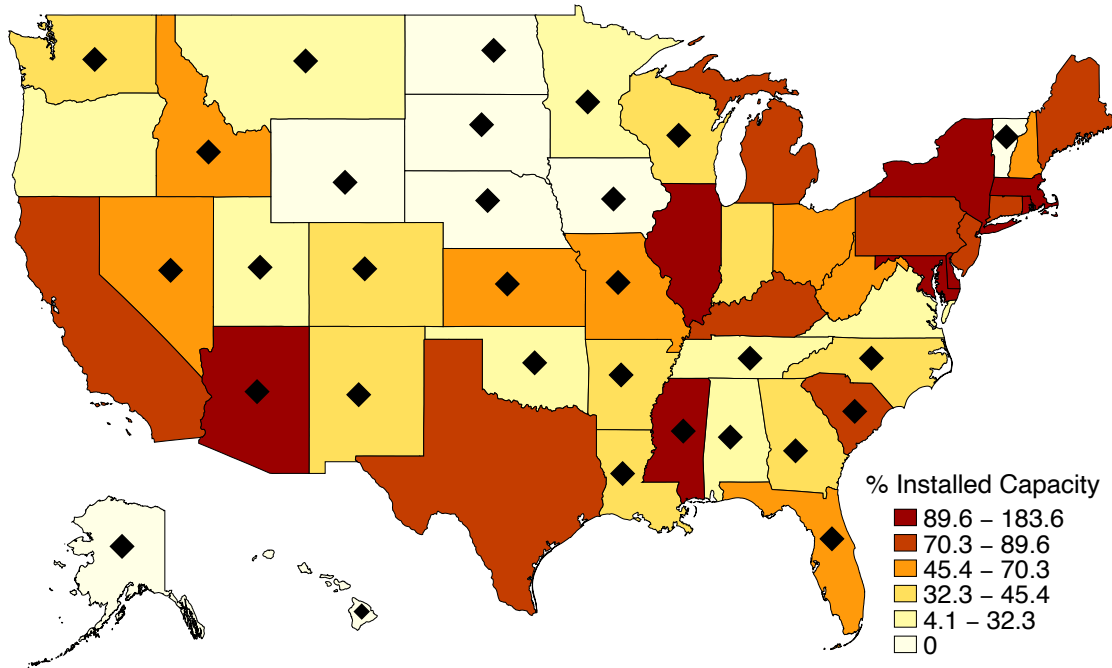 % Installed Capacity
89.6 − 183.6
70.3 − 89.6
45.4 − 70.3
32.3 − 45.4
4.1 − 32.3
0